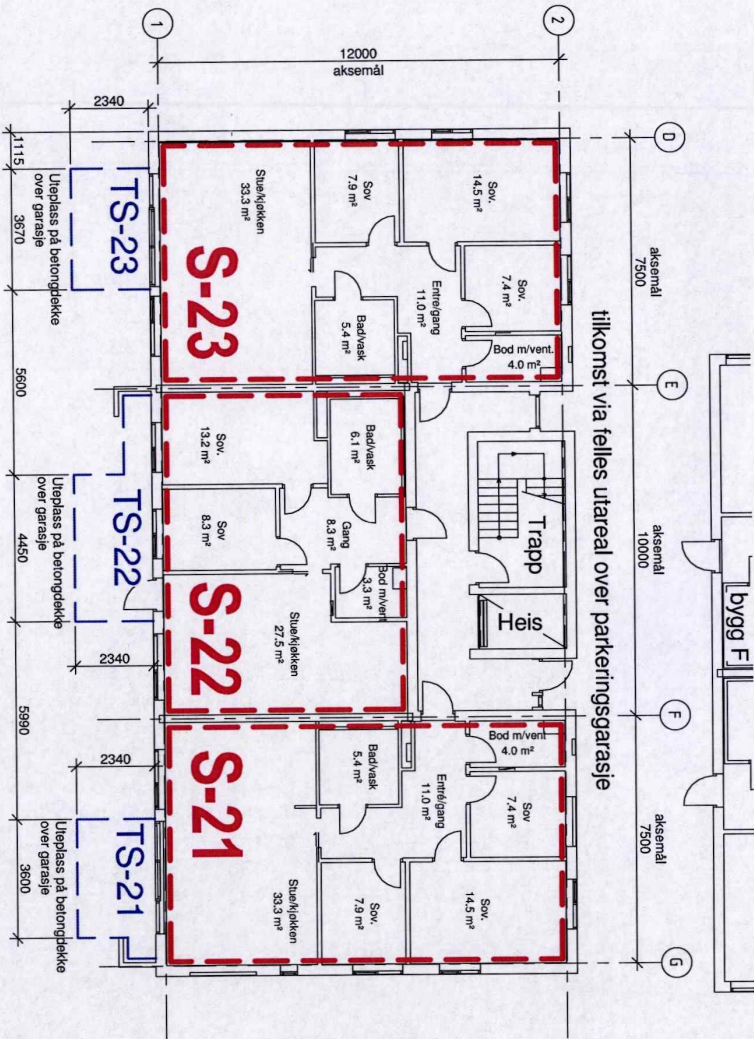 1
2
12000
aksemål
D
E
F
G
aksemål
7500
aksemål
10000
aksemål
7500
bygg F
tilkomst via felles utareal over parkeringsgarasje
Sov.
14.5 m²
Sov.
7.4 m²
Bod m/vent.
4.0 m²
Sov
7.9 m²
Entre/gang
11.0 m²
Bad/vask
5.4 m²
Stue/kjøkken
33.3 m²
S-23
Trapp
Heis
Bad/vask
6.1 m²
Gang
8.3 m²
Bod m/vent
3.3 m²
Sov.
13.2 m²
Sov
8.3 m²
Stue/kjøkken
27.5 m²
S-22
Bod m/vent
4.0 m²
Sov
7.4 m²
Sov.
14.5 m²
Entré/gang
11.0 m²
Bad/vask
5.4 m²
Sov.
7.9 m²
Stue/kjøkken
33.3 m²
S-21
2340
TS-23
Uteplass på betongdekke
over garasje
TS-22
Uteplass på betongdekke
over garasje
2340
2340
TS-21
Uteplass på betongdekke
over garasje
1115
3670
5600
4450
5990
3600